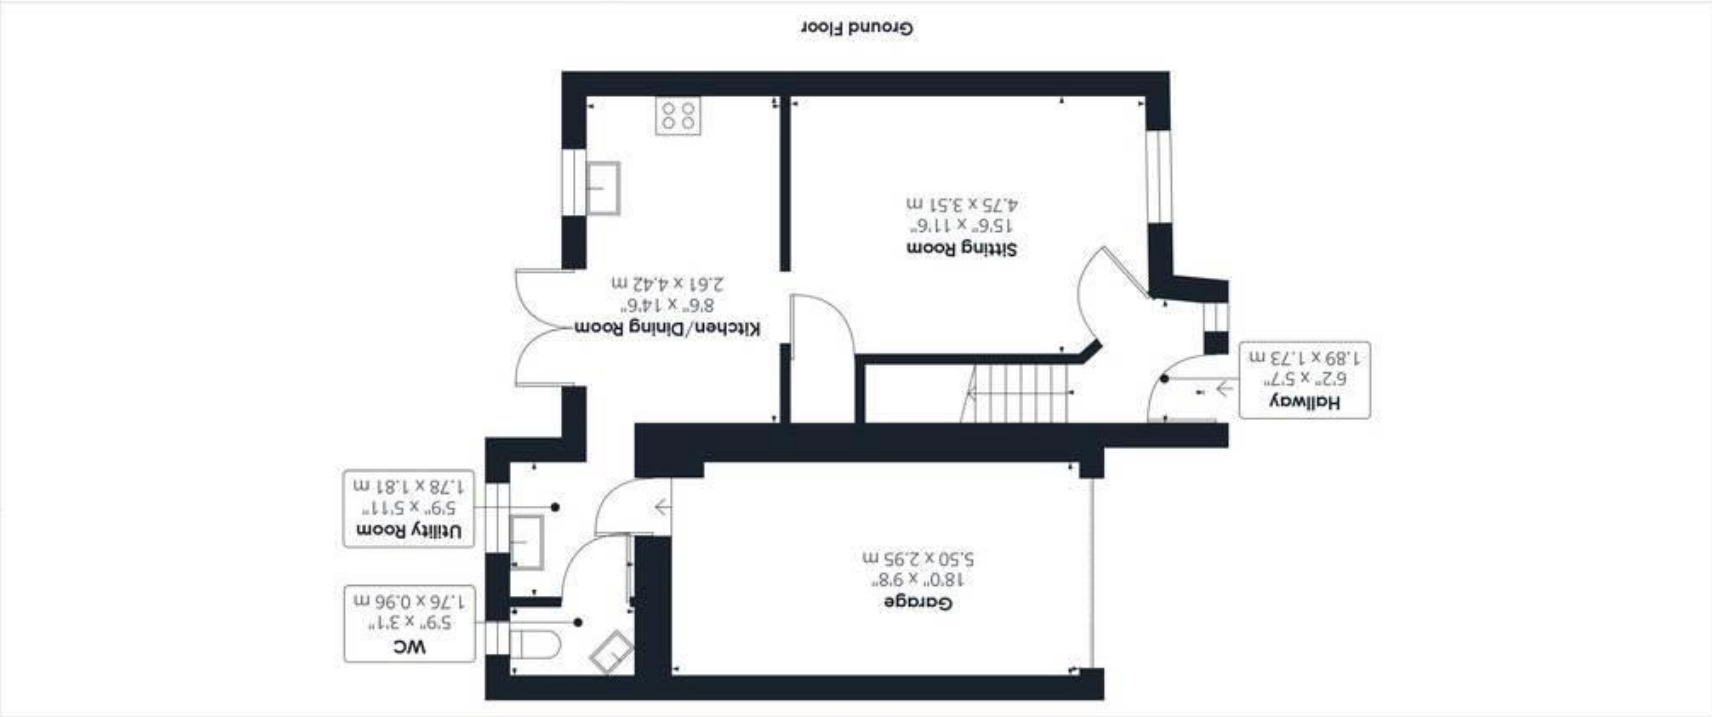 WC
5'9" x 3'1"
1.76 x 0.96 m
Garage
18'0" x 9'8"
5.50 x 2.95 m
Utility Room
5'9" x 5'11"
1.78 x 1.81 m
Hallway
6'2" x 5'7"
1.89 x 1.73 m
Kitchen/Dining Room
8'6" x 14'6"
2.61 x 4.42 m
Sitting Room
15'6" x 11'6"
4.75 x 3.51 m
Ground Floor